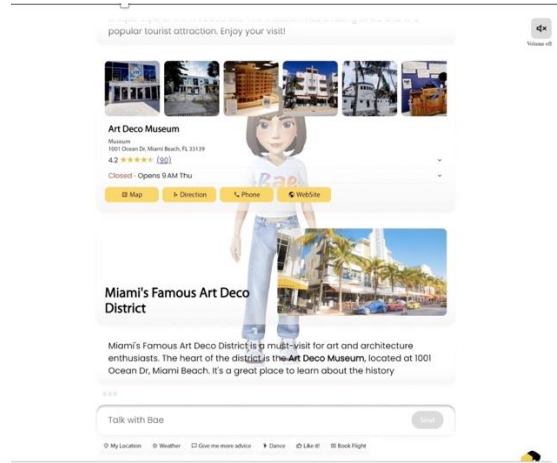 popular tourist attraction. Enjoy your visit!
Volume off
Art Deco Museum
Museum
1001 Ocean Dr, Miami Beach, FL 33139
4.2 (90)
Closed - Opens 9 AM Thu
Map Direction Phone WebSite
Bae
Miami's Famous Art Deco
District
Miami's Famous Art Deco District is a must-visit for art and architecture
enthusiasts. The heart of the district is the Art Deco Museum, located at 1001
Ocean Dr, Miami Beach. It's a great place to learn about the history
Talk with Bae
Send
My Location Weather Give me more advice Dance Like it! Book Flight